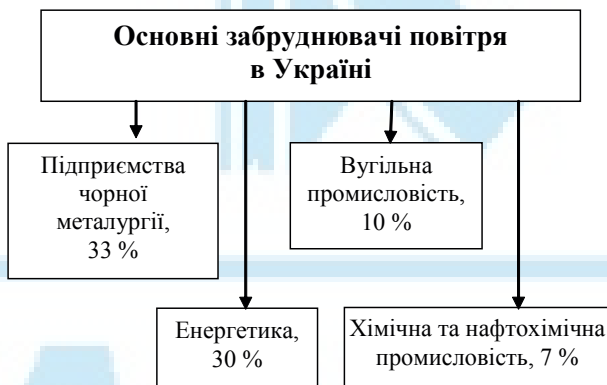 Основні забруднювачі повітря
в Україні
Підприємства
чорної
металургії,
33 %
Вугільна
промисловість,
10 %
Енергетика,
30 %
Хімічна та нафтохімічна
промисловість, 7 %